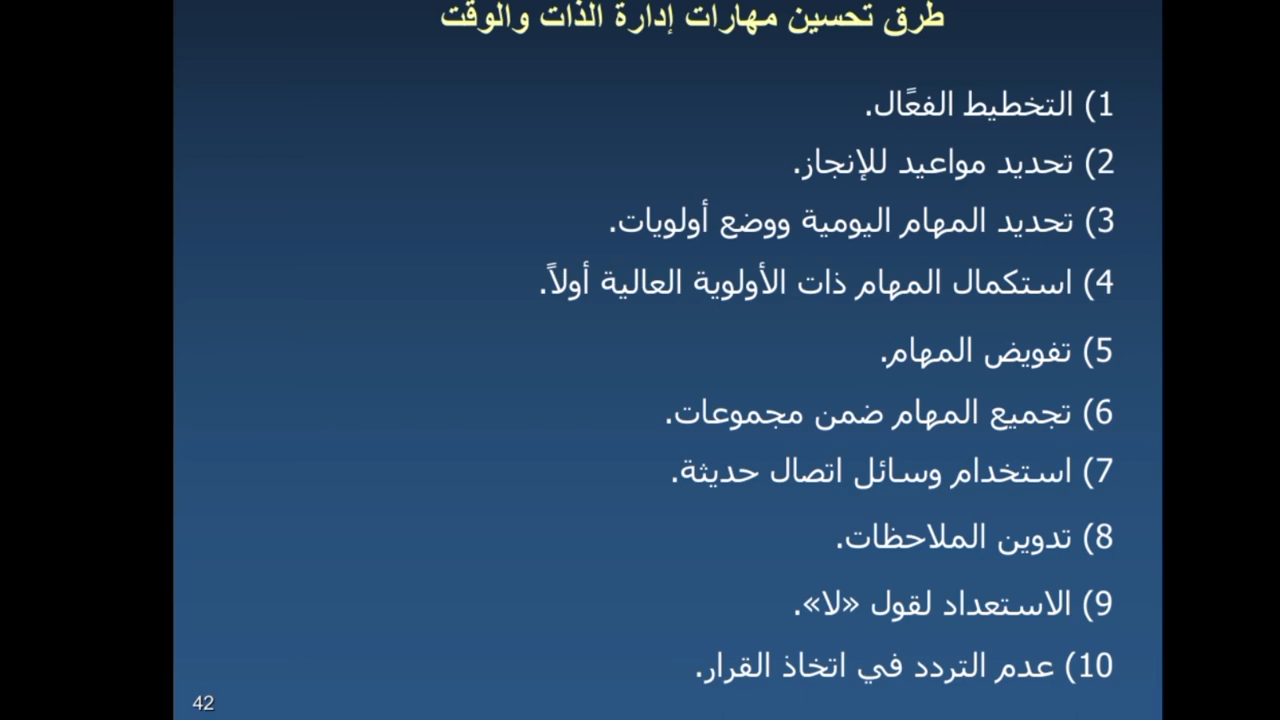 طرق تحسين مهارات إدارة الذات والوقت
1) التخطيط الفعَّال.
2) تحديد مواعيد للإنجاز.
3) تحديد المهام اليومية ووضع أولويات.
4) استكمال المهام ذات الأولوية العالية أولاً.
5) تفويض المهام.
6) تجميع المهام ضمن مجموعات.
7) استخدام وسائل اتصال حديثة.
8) تدوين الملاحظات.
9) الاستعداد لقول «لا».
10) عدم التردد في اتخاذ القرار.
42